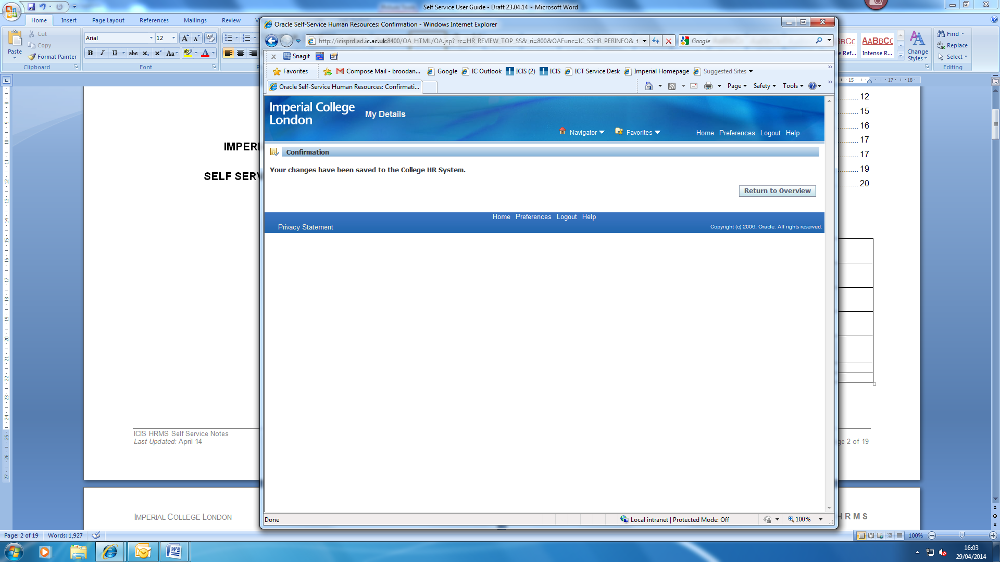 Self Service User Guide - Draft 23.04.14 - Microsoft Word
Home Insert Page Layout References Mailings Review
Paste
Cut
Copy
Format Painter
Clipboard
Arial 12
Font
Change Styles
Intense R...
Find
Replace
Select
Editing
Oracle Self-Service Human Resources: Confirmation - Windows Internet Explorer
http://icisprd.ad.ic.ac.uk:8400/OA_HTML/OA.jsp?_rc=HR_REVIEW_TOP_SS&_ri=800&OAFunc=IC_SSHR_PERINFO&_t
Google
x Snagit
Favorites Compose Mail - broodan... Google IC Outlook ICIS (2) ICIS ICT Service Desk Imperial Homepage Suggested Sites
Oracle Self-Service Human Resources: Confirmati...
Page Safety Tools
Imperial College
London
My Details
Navigator Favorites Home Preferences Logout Help
Confirmation
Your changes have been saved to the College HR System.
Return to Overview
Home Preferences Logout Help
Privacy Statement
Copyright (c) 2006, Oracle. All rights reserved.
Done
Local intranet | Protected Mode: Off
100%
IMPERI
SELF SERV
12
15
16
17
17
19
20
ICIS HRMS Self Service Notes
Last Updated: April 14
ge 2 of 19
IMPERIAL COLLEGE LONDON
HRMS
Page: 2 of 19 Words: 1,927
100%
16:03
29/04/2014